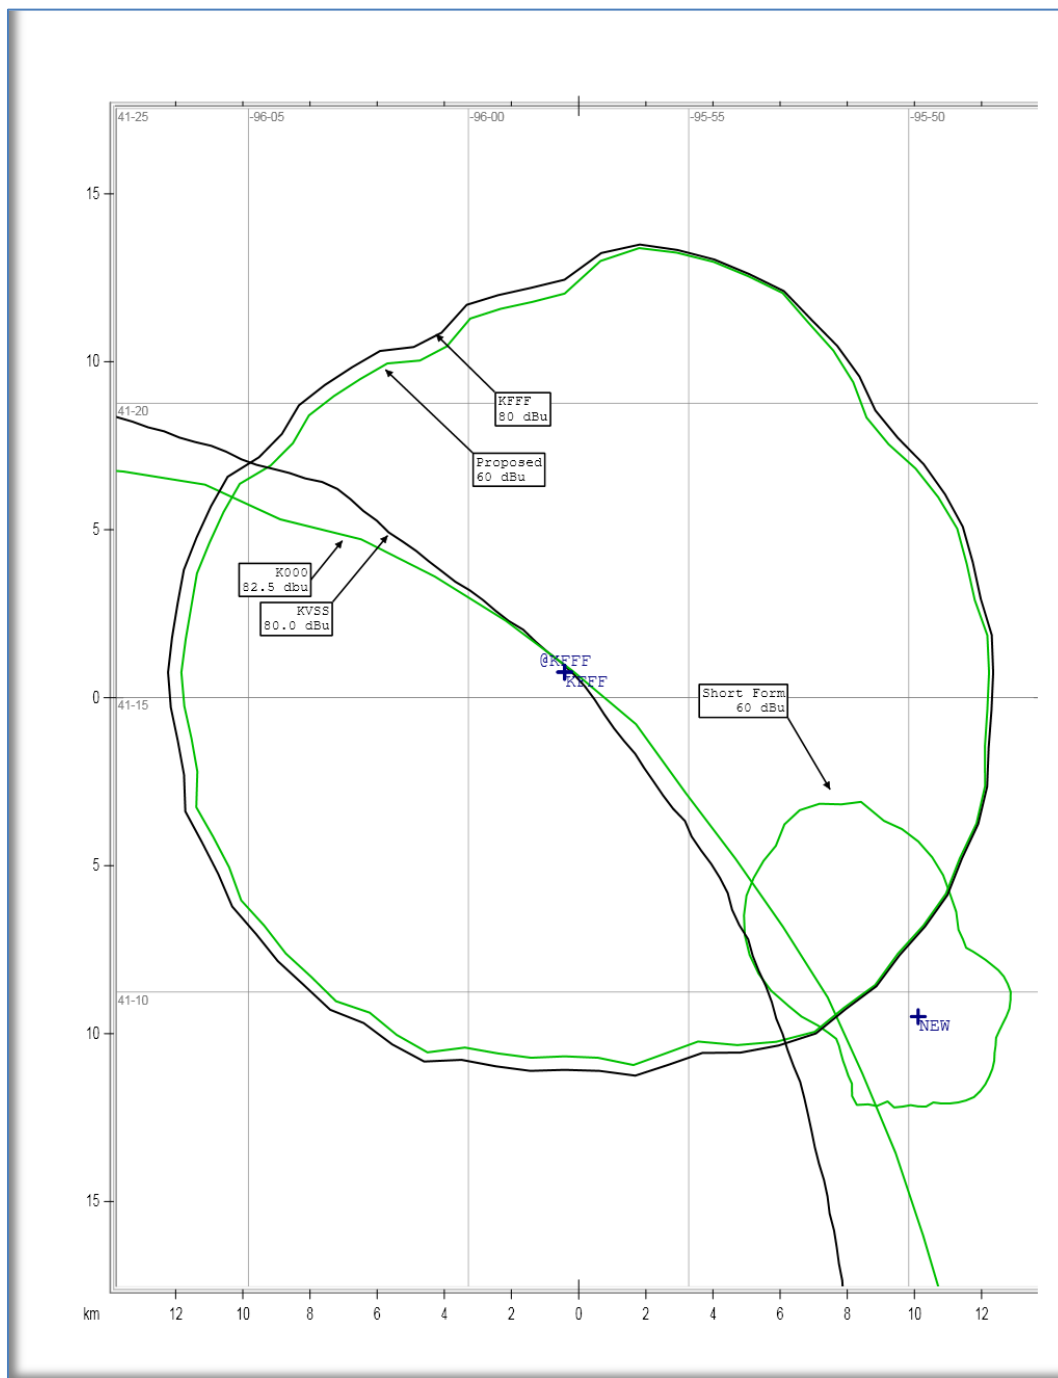 41-25
-96-05
-96-00
-95-55
-95-50
15
10
KFFF
80 dBu
41-20
Proposed
60 dBu
5
K000
82.5 dbu
KVSS
80.0 dBu
@KFFF
KFFF
Short Form
60 dBu
0
41-15
5
41-10
10
NEW
15
km
12
10
8
6
4
2
0
2
4
6
8
10
12